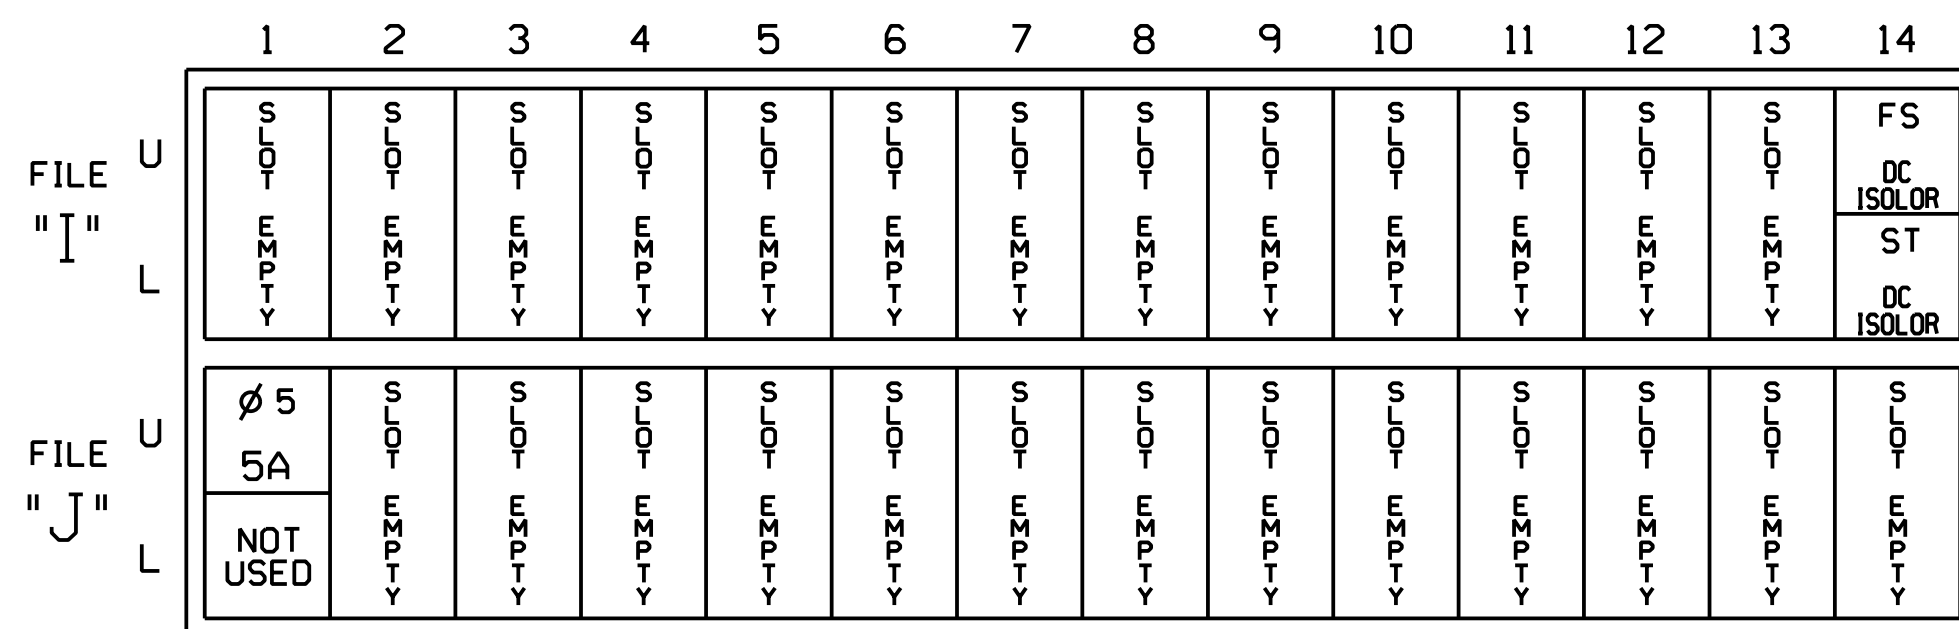 1 2 3 4 5 6 7 8 9 10 11 12 13 14
FILE "I"
U
L
SLOT EMPTY SLOT EMPTY SLOT EMPTY SLOT EMPTY SLOT EMPTY SLOT EMPTY SLOT EMPTY SLOT EMPTY SLOT EMPTY SLOT EMPTY SLOT EMPTY SLOT EMPTY SLOT EMPTY
FS
DC
ISOLOR
ST
DC
ISOLOR
FILE "J"
U
L
Ø 5
5A
NOT
USED
SLOT EMPTY SLOT EMPTY SLOT EMPTY SLOT EMPTY SLOT EMPTY SLOT EMPTY SLOT EMPTY SLOT EMPTY SLOT EMPTY SLOT EMPTY SLOT EMPTY SLOT EMPTY SLOT EMPTY